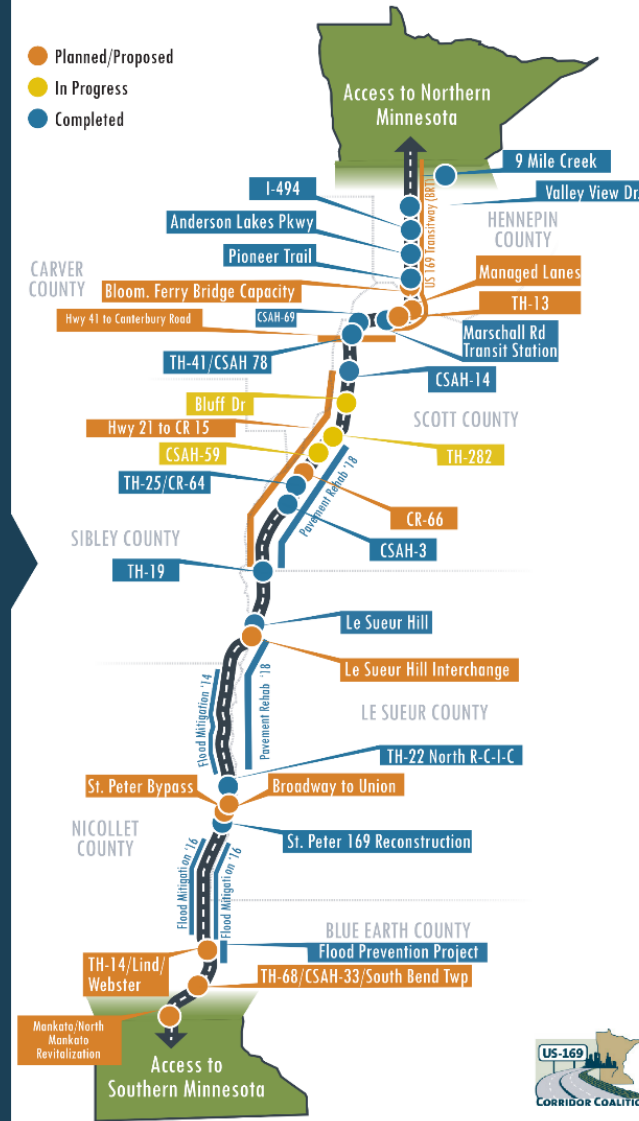 Planned/Proposed
In Progress
Completed
Access to Northern
Minnesota
9 Mile Creek
I-494
Valley View Dr.
Anderson Lakes Pkwy
HENNEPIN
COUNTY
US 169 Transitway (BRT)
Pioneer Trail
CARVER
COUNTY
Managed Lanes
Bloom. Ferry Bridge Capacity
TH-13
CSAH-69
Hwy 41 to Canterbury Road
Marschall Rd
Transit Station
TH-41/CSAH 78
CSAH-14
Bluff Dr
SCOTT COUNTY
Hwy 21 to CR 15
CSAH-59
TH-282
TH-25/CR-64
Pavement Rehab '18
CR-66
SIBLEY COUNTY
CSAH-3
TH-19
Le Sueur Hill
Le Sueur Hill Interchange
Flood Mitigation '14
Pavement Rehab '18
LE SUEUR COUNTY
TH-22 North R-C-I-C
St. Peter Bypass
Broadway to Union
NICOLLET
COUNTY
St. Peter 169 Reconstruction
Flood Mitigation '16
Flood Mitigation '16
BLUE EARTH COUNTY
Flood Prevention Project
TH-14/Lind/
Webster
TH-68/CSAH-33/South Bend Twp
Mankato/North
Mankato
Revitalization
Access to
Southern Minnesota
US-169
CORRIDOR COALITIO